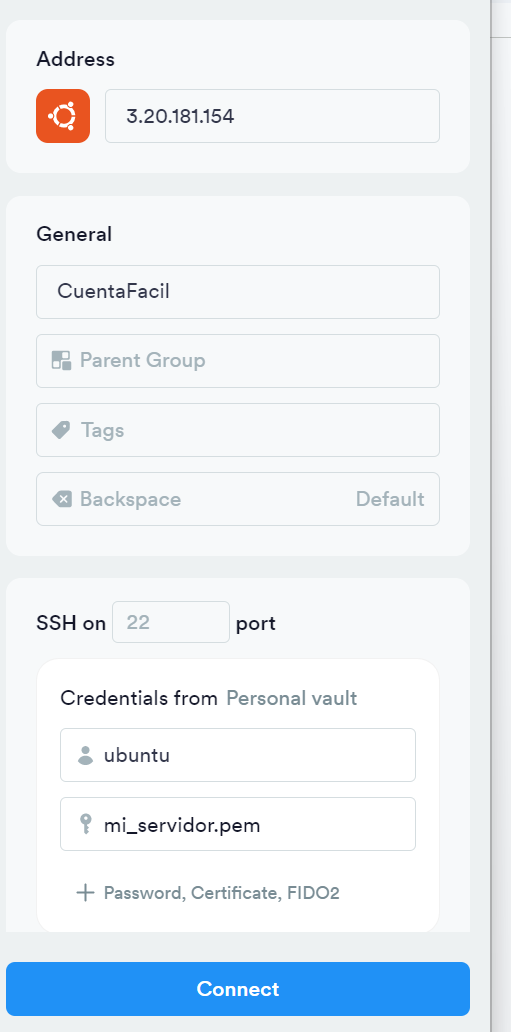 Address
3.20.181.154
General
CuentaFacil
Parent Group
Tags
Backspace Default
SSH on 22 port
Credentials from Personal vault
ubuntu
mi_servidor.pem
Password, Certificate, FIDO2
Connect